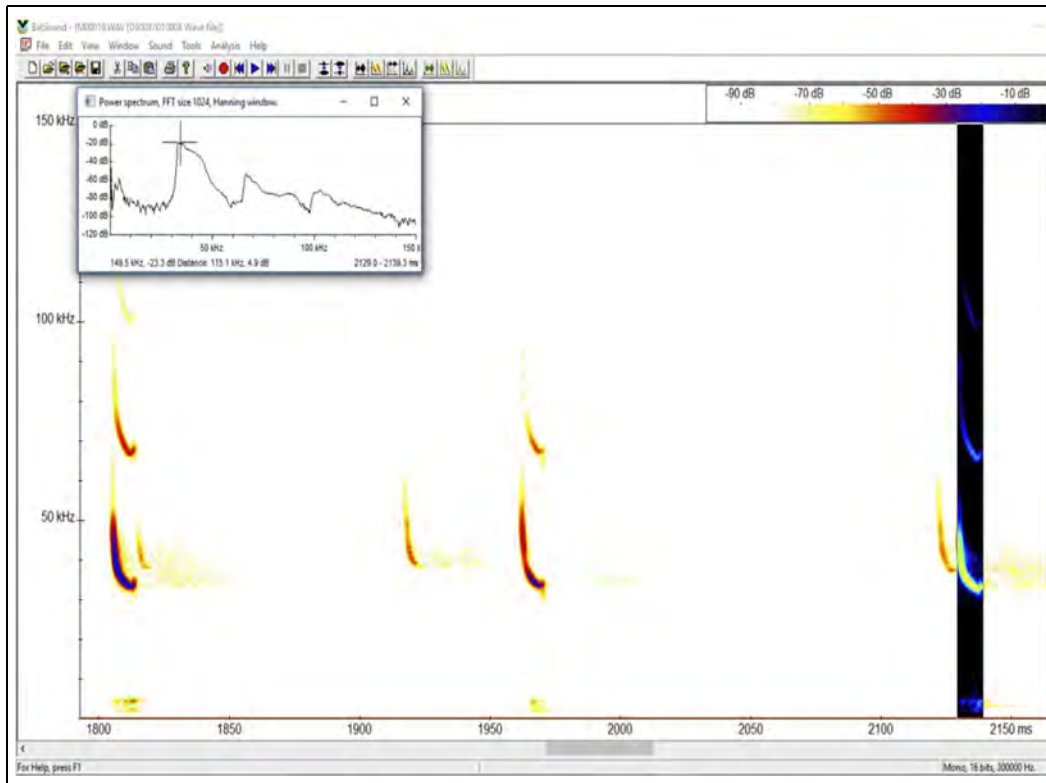 BatSound - [M00019.WAV [D500X/D1000X Wave file]]
File Edit View Window Sound Tools Analysis Help
-90 dB -70 dB -50 dB -30 dB -10 dB
Power spectrum, FFT size 1024, Hanning window.
0 dB
-20 dB
-40 dB
-60 dB
-80 dB
-100 dB
-120 dB
50 kHz 100 kHz 150 k
149.5 kHz, -23.3 dB Distance: 115.1 kHz, 4.9 dB 2129.0 - 2139.3 ms
150 kHz
100 kHz
50 kHz
1800 1850 1900 1950 2000 2050 2100 2150 ms
For Help, press F1
Mono, 16 bits, 300000 Hz.